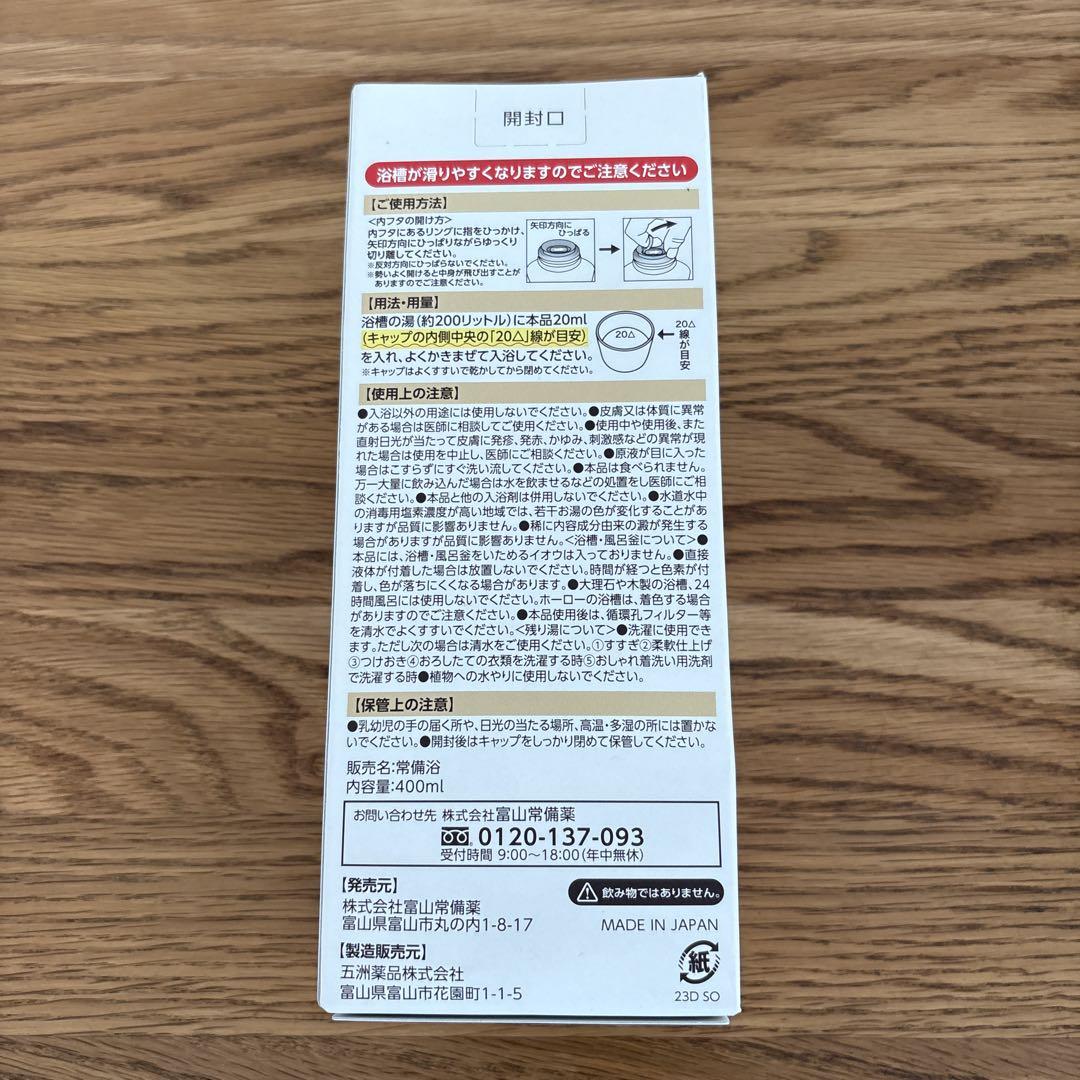 開封口
浴槽が滑りやすくなりますのでご注意ください
【ご使用方法】
<内フタの開け方>
内フタにあるリングに指をひっかけ、
矢印方向にひっぱりながらゆっくり
切り離してください。
※反対方向にひっぱらないでください。
※勢いよく開けると中身が飛び出すことが
ありますのでご注意ください。
矢印方向に
ひっぱる
【用法・用量】
浴槽の湯(約200リットル)に本品20ml
(キャップの内側中央の「20△」線が目安)
を入れ、よくかきまぜて入浴してください。
※キャップはよくすすいで乾かしてから閉めてください。
20△
20△
線が目安
【使用上の注意】
●入浴以外の用途には使用しないでください。●皮膚又は体質に異常
がある場合は医師に相談してご使用ください。●使用中や使用後、また
直射日光が当たって皮膚に発疹、発赤、かゆみ、刺激感などの異常が現
れた場合は使用を中止し、医師にご相談ください。●原液が目に入った
場合はこすらずにすぐ洗い流してください。●本品は食べられません。
万一大量に飲み込んだ場合は水を飲ませるなどの処置をし医師にご相
談ください。●本品と他の入浴剤は併用しないでください。●水道水中
の消毒用塩素濃度が高い地域では、若干お湯の色が変化することがあ
りますが品質に影響ありません。●稀に内容成分由来の澱が発生する
場合がありますが品質に影響ありません。<浴槽・風呂釜について>●
本品には、浴槽・風呂釜をいためるイオウは入っておりません。●直接
液体が付着した場合は放置しないでください。時間が経つと色素が付
着し、色が落ちにくくなる場合があります。●大理石や木製の浴槽、24
時間風呂には使用しないでください。ホーローの浴槽は、着色する場合
がありますのでご注意ください。●本品使用後は、循環孔フィルター等
を清水でよくすすいでください。<残り湯について>●洗濯に使用でき
ます。ただし次の場合は清水をご使用ください。①すすぎ②柔軟仕上げ
③つけおき④おろしたての衣類を洗濯する時⑤おしゃれ着洗い用洗剤
で洗濯する時●植物への水やりに使用しないでください。
【保管上の注意】
●乳幼児の手の届く所や、日光の当たる場所、高温・多湿の所には置かな
いでください。●開封後はキャップをしっかり閉めて保管してください。
販売名:常備浴
内容量:400ml
お問い合わせ先 株式会社富山常備薬
0120-137-093
受付時間 9:00〜18:00(年中無休)
【発売元】
株式会社富山常備薬
富山県富山市丸の内1-8-17
飲み物ではありません。
MADE IN JAPAN
【製造販売元】
五洲薬品株式会社
富山県富山市花園町1-1-5
紙
23D SO